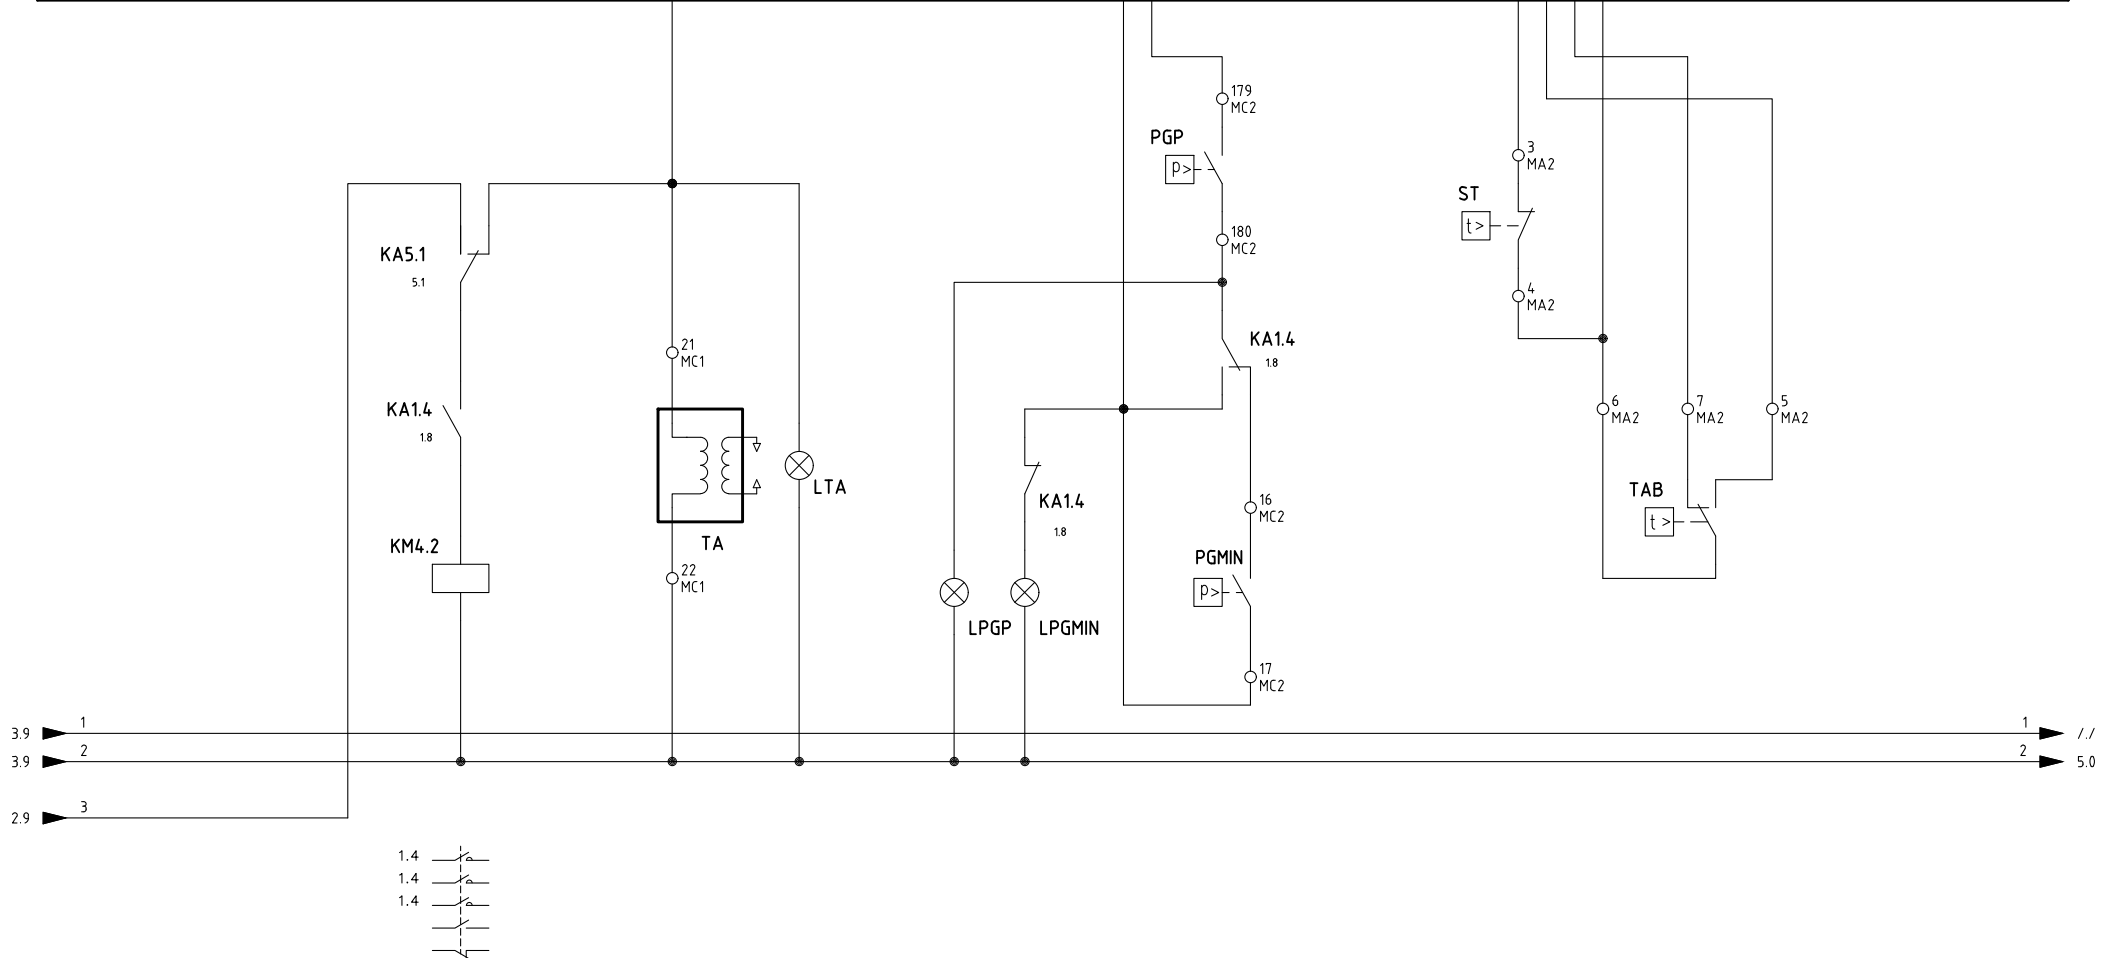 179
MC2
PGP
p>
180
MC2
3
MA2
ST
t>
4
MA2
KA5.1
5.1
21
MC1
KA1.4
1.8
KA1.4
1.8
6
MA2
7
MA2
5
MA2
LTA
TA
KA1.4
1.8
16
MC2
TAB
t>
KM4.2
22
MC1
PGMIN
p>
LPGP
LPGMIN
17
MC2
3.9
1
1
/./
3.9
2
2
5.0
2.9
3
1.4
1.4
1.4